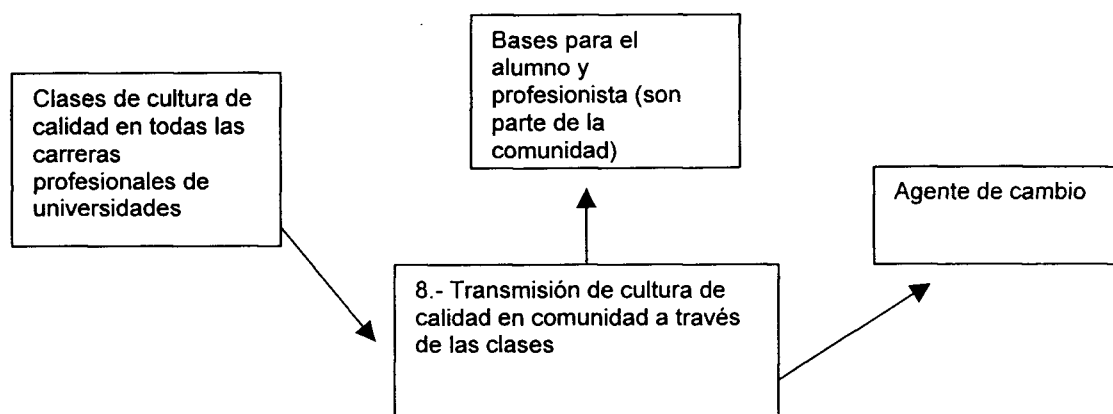 Clases de cultura de
calidad en todas las
carreras
profesionales de
universidades
Bases para el
alumno y
profesionista (son
parte de la
comunidad)
Agente de cambio
8.- Transmisión de cultura de
calidad en comunidad a través
de las clases